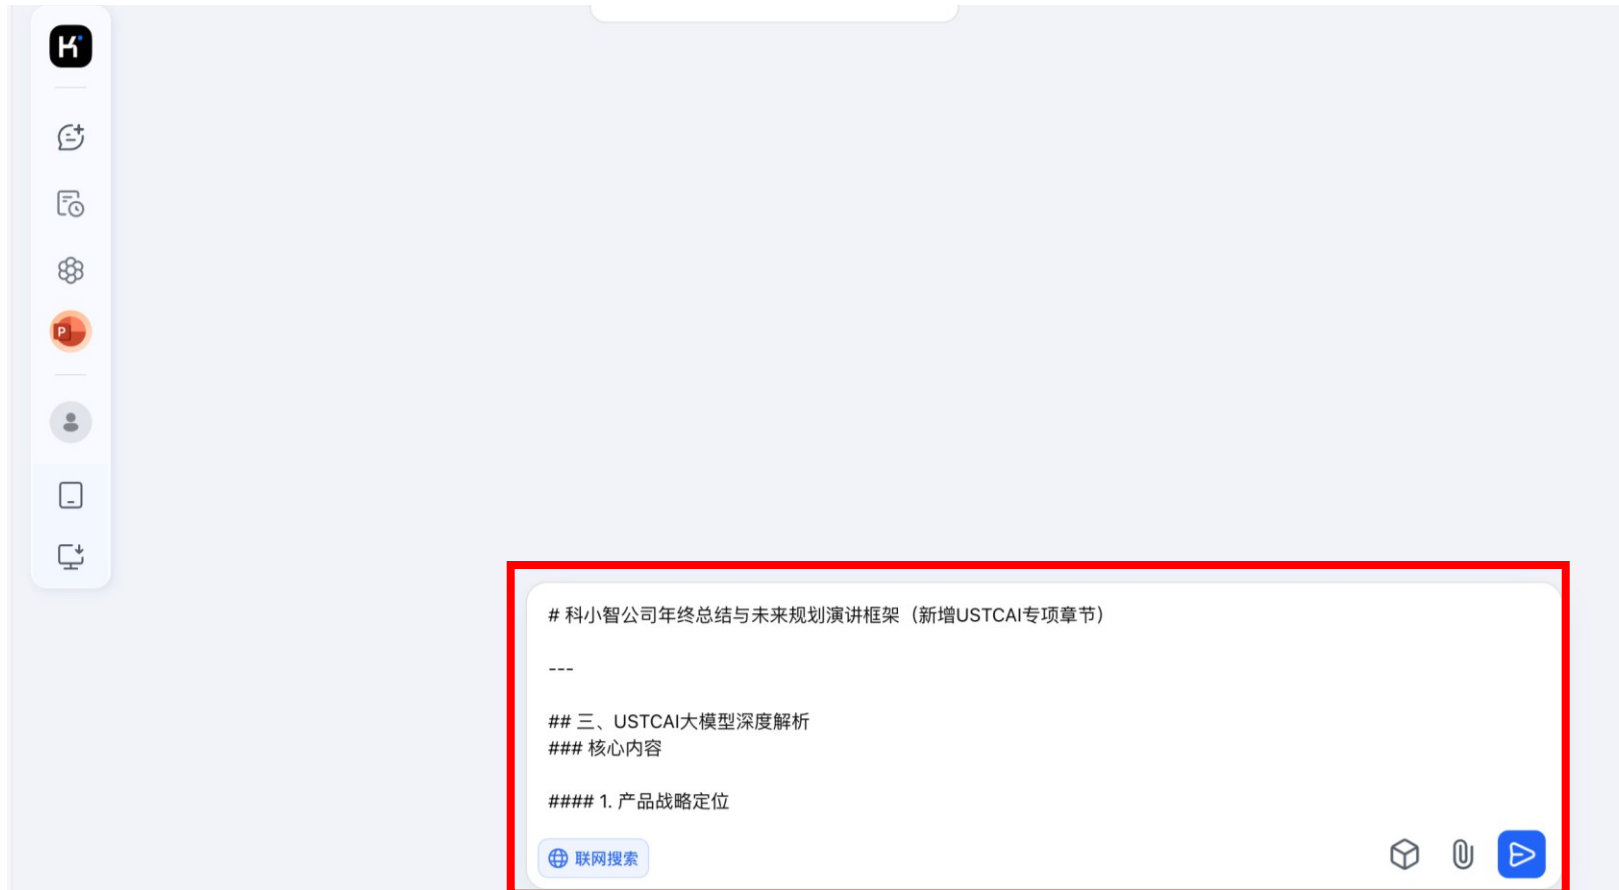 K
P
# 科小智公司年终总结与未来规划演讲框架（新增USTCAI专项章节）
---
## 三、USTCAI大模型深度解析
### 核心内容
#### 1. 产品战略定位
联网搜索